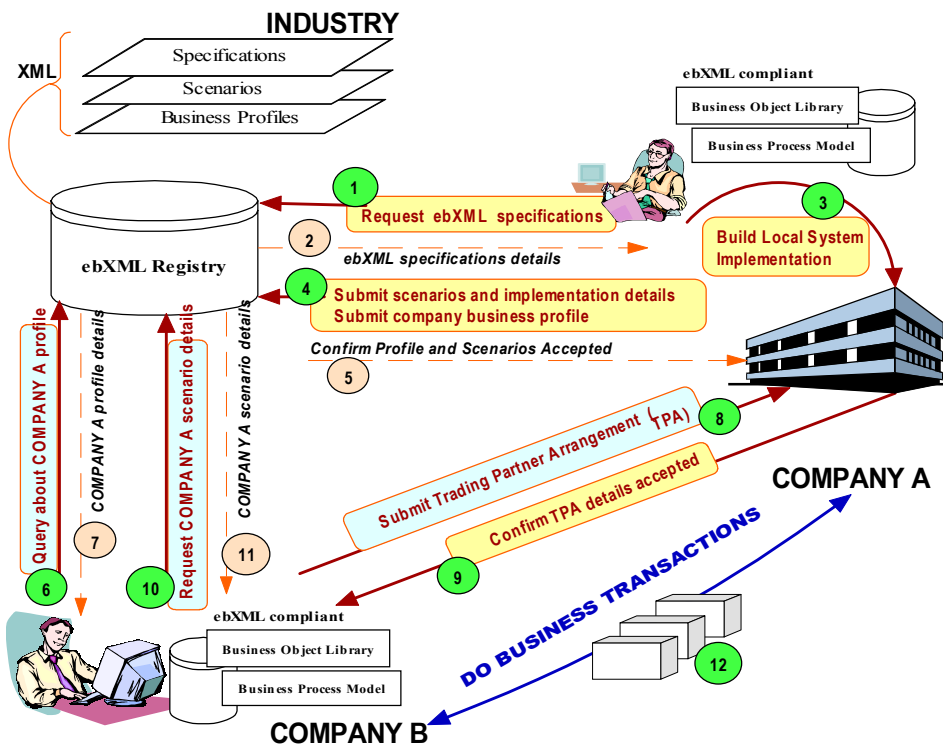 INDUSTRY
XML
Specifications
Scenarios
Business Profiles
ebXML compliant
Business Object Library
Business Process Model
1
Request ebXML specifications
2
ebXML specifications details
3
Build Local System
Implementation
ebXML Registry
4
Submit scenarios and implementation details
Submit company business profile
Confirm Profile and Scenarios Accepted
5
Query about COMPANY A profile
6
COMPANY A profile details
7
Request COMPANY A scenario details
10
COMPANY A scenario details
11
Submit Trading Partner Arrangement (TPA)
8
Confirm TPA details accepted
9
COMPANY A
DO BUSINESS TRANSACTIONS
12
ebXML compliant
Business Object Library
Business Process Model
COMPANY B